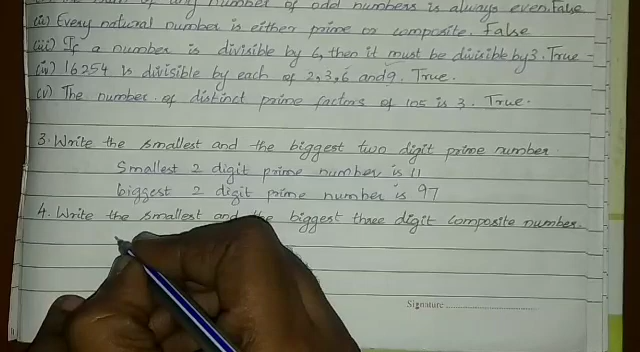 of any number of odd numbers is always even. False
(ii) Every natural number is either prime or composite. False
(iii) If a number is divisible by 6, then it must be divisible by 3. True
(iv) 16254 is divisible by each of 2, 3, 6 and 9. True.
(v) The number of distinct prime factors of 105 is 3. True.
3. Write the smallest and the biggest two digit prime number
Smallest 2 digit prime number is 11
biggest 2 digit prime number is 97
4. Write the smallest and the biggest three digit composite number.
Signature ..............................